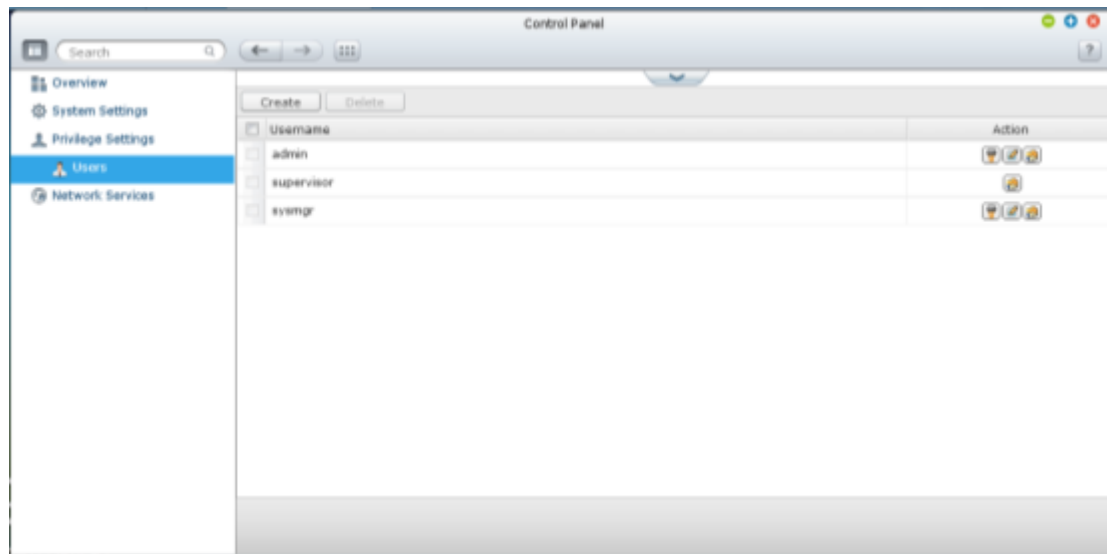 Control Panel
Search
?
Overview
System Settings
Privilege Settings
Users
Network Services
Create Delete
Username Action
admin
supervisor
sysmgr